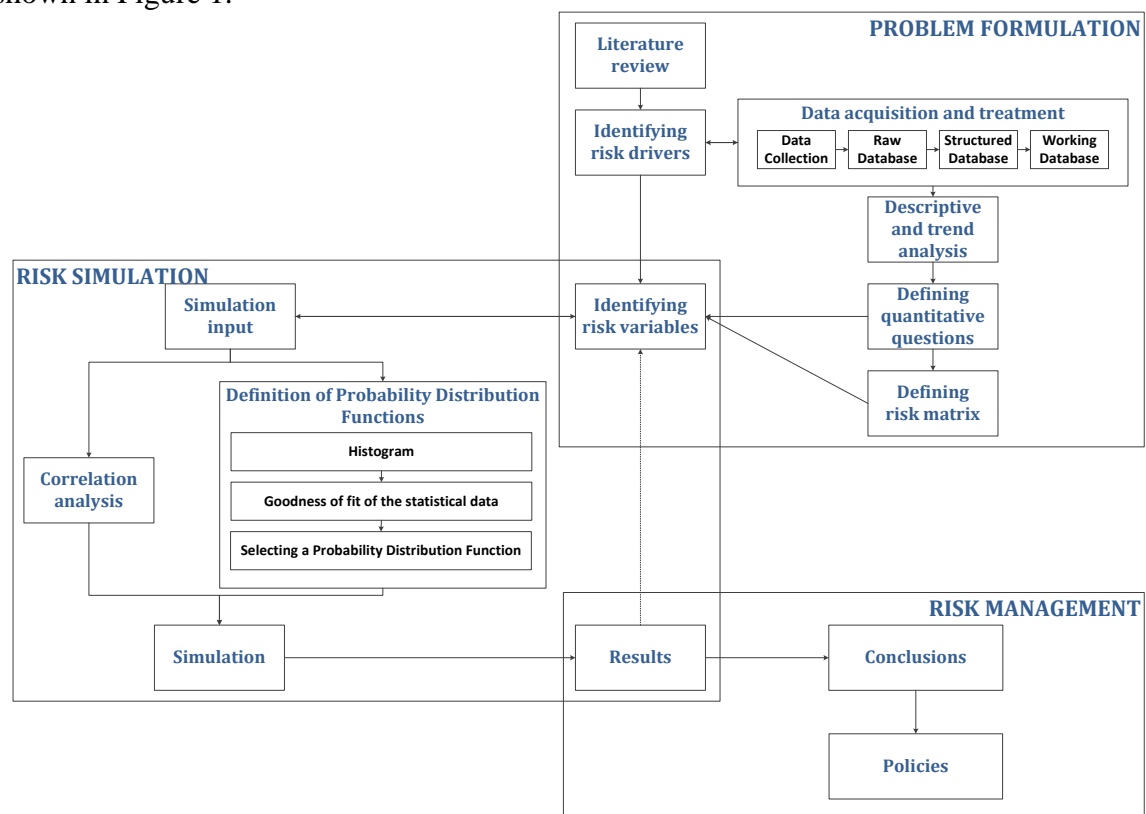 shown in Figure 1.
PROBLEM FORMULATION
Literature
review
Identifying
risk drivers
Data acquisition and treatment
Data
Collection
Raw
Database
Structured
Database
Working
Database
Descriptive
and trend
analysis
RISK SIMULATION
Simulation
input
Identifying
risk variables
Defining
quantitative
questions
Defining
risk matrix
Definition of Probability Distribution
Functions
Histogram
Goodness of fit of the statistical data
Selecting a Probability Distribution Function
Correlation
analysis
RISK MANAGEMENT
Simulation
Results
Conclusions
Policies